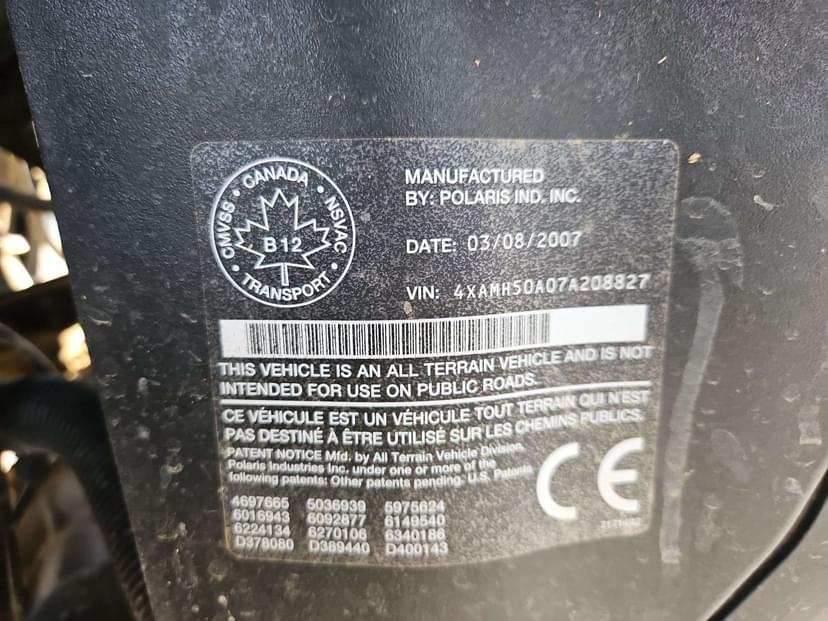 CANADA
CMVSS • NSVAC
B12
TRANSPORT
MANUFACTURED
BY: POLARIS IND. INC.
DATE: 03/08/2007
VIN: 4XAMH50A07A208827
THIS VEHICLE IS AN ALL TERRAIN VEHICLE AND IS NOT
INTENDED FOR USE ON PUBLIC ROADS.
CE VÉHICULE EST UN VÉHICULE TOUT TERRAIN QUI N'EST
PAS DESTINÉ À ÊTRE UTILISÉ SUR LES CHEMINS PUBLICS.
PATENT NOTICE Mfd. by All Terrain Vehicle Division,
Polaris Industries Inc. under one or more of the
following patents: Other patents pending. U.S. Patents
4697665 5036939 5975624
6016943 6092877 6149540
6224134 6270106 6340186
D378080 D389440 D400143
CE